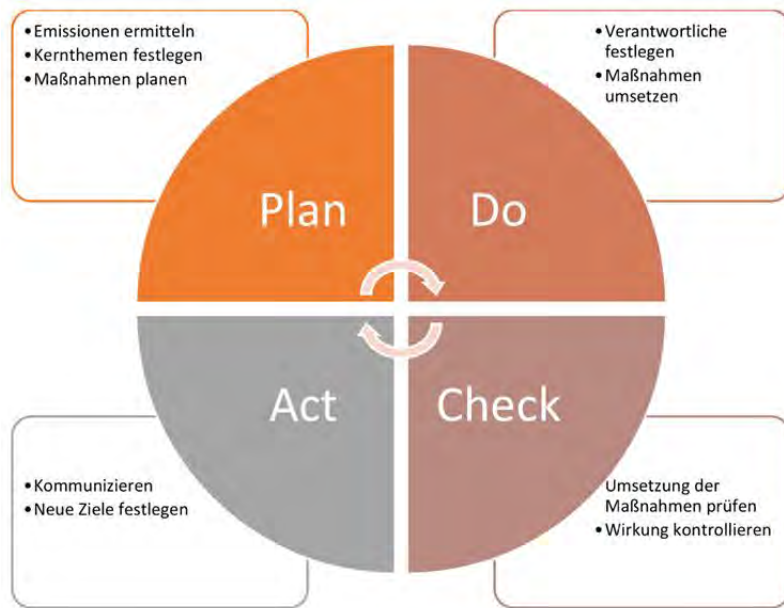 •Emissionen ermitteln
•Kernthemen festlegen
•Maßnahmen planen
•Verantwortliche
festlegen
•Maßnahmen
umsetzen
Plan
Do
Act
Check
•Kommunizieren
•Neue Ziele festlegen
Umsetzung der
Maßnahmen prüfen
•Wirkung kontrollieren